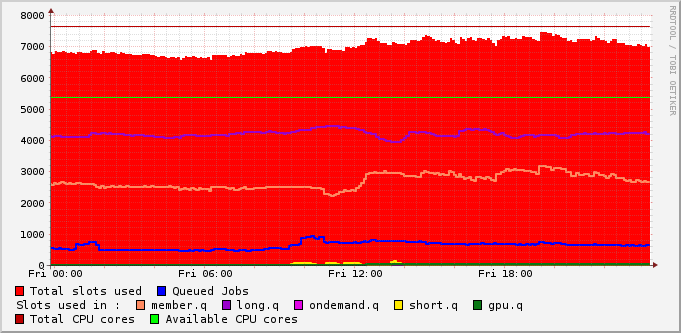 8000
7000
6000
5000
4000
3000
2000
1000
0
Fri 00:00 Fri 06:00 Fri 12:00 Fri 18:00
RRDTOOL / TOBI OETIKER
Total slots used Queued Jobs
Slots used in : member.q long.q ondemand.q short.q gpu.q
Total CPU cores Available CPU cores